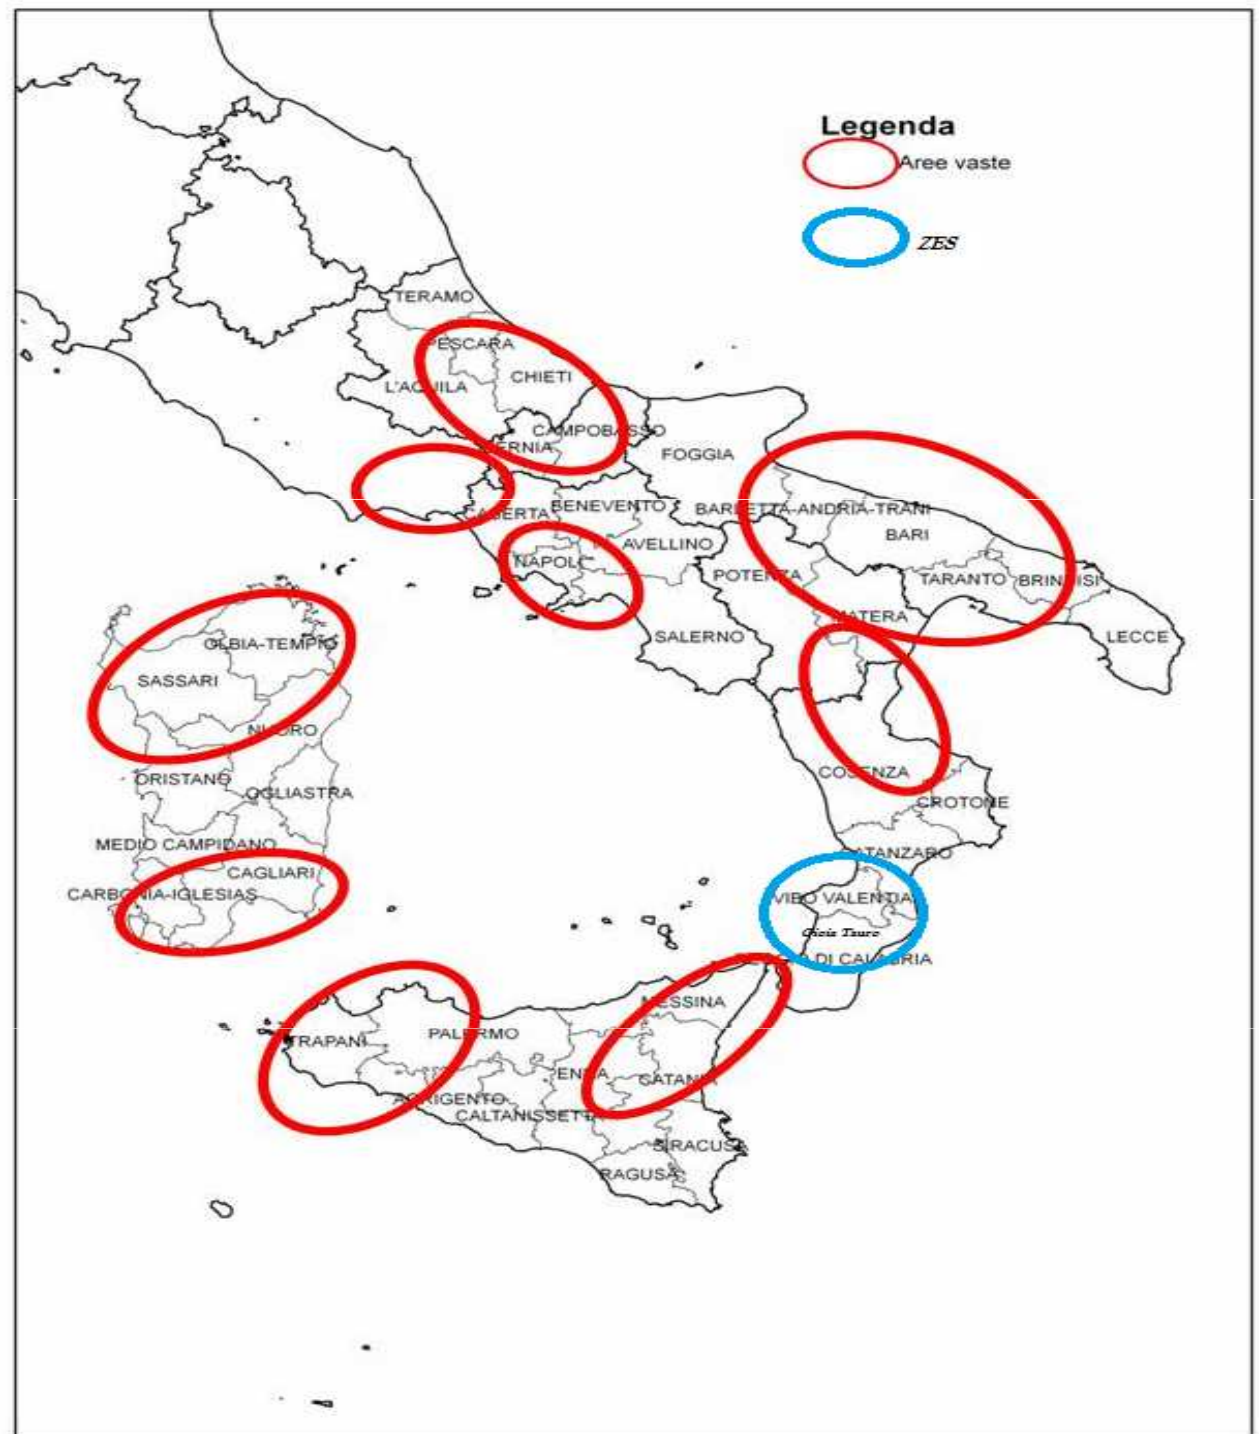 Legenda
Aree vaste
ZES
TERAMO
PESCARA
CHIETI
L'AQUILA
CAMPOBASSO
ISERNIA
FOGGIA
CASERTA
BENEVENTO
BARLETTA-ANDRIA-TRANI
BARI
NAPOLI
AVELLINO
POTENZA
TARANTO
BRINDISI
MATERA
SALERNO
LECCE
OLBIA-TEMPIO
SASSARI
NUORO
ORISTANO
OGLIASTRA
COSENZA
CROTONE
MEDIO CAMPIDANO
CATANZARO
CAGLIARI
CARBONIA-IGLESIAS
VIBO VALENTIA
Gioia Tauro
REGGIO DI CALABRIA
MESSINA
TRAPANI
PALERMO
ENNA
CATANIA
AGRIGENTO
CALTANISSETTA
SIRACUSA
RAGUSA